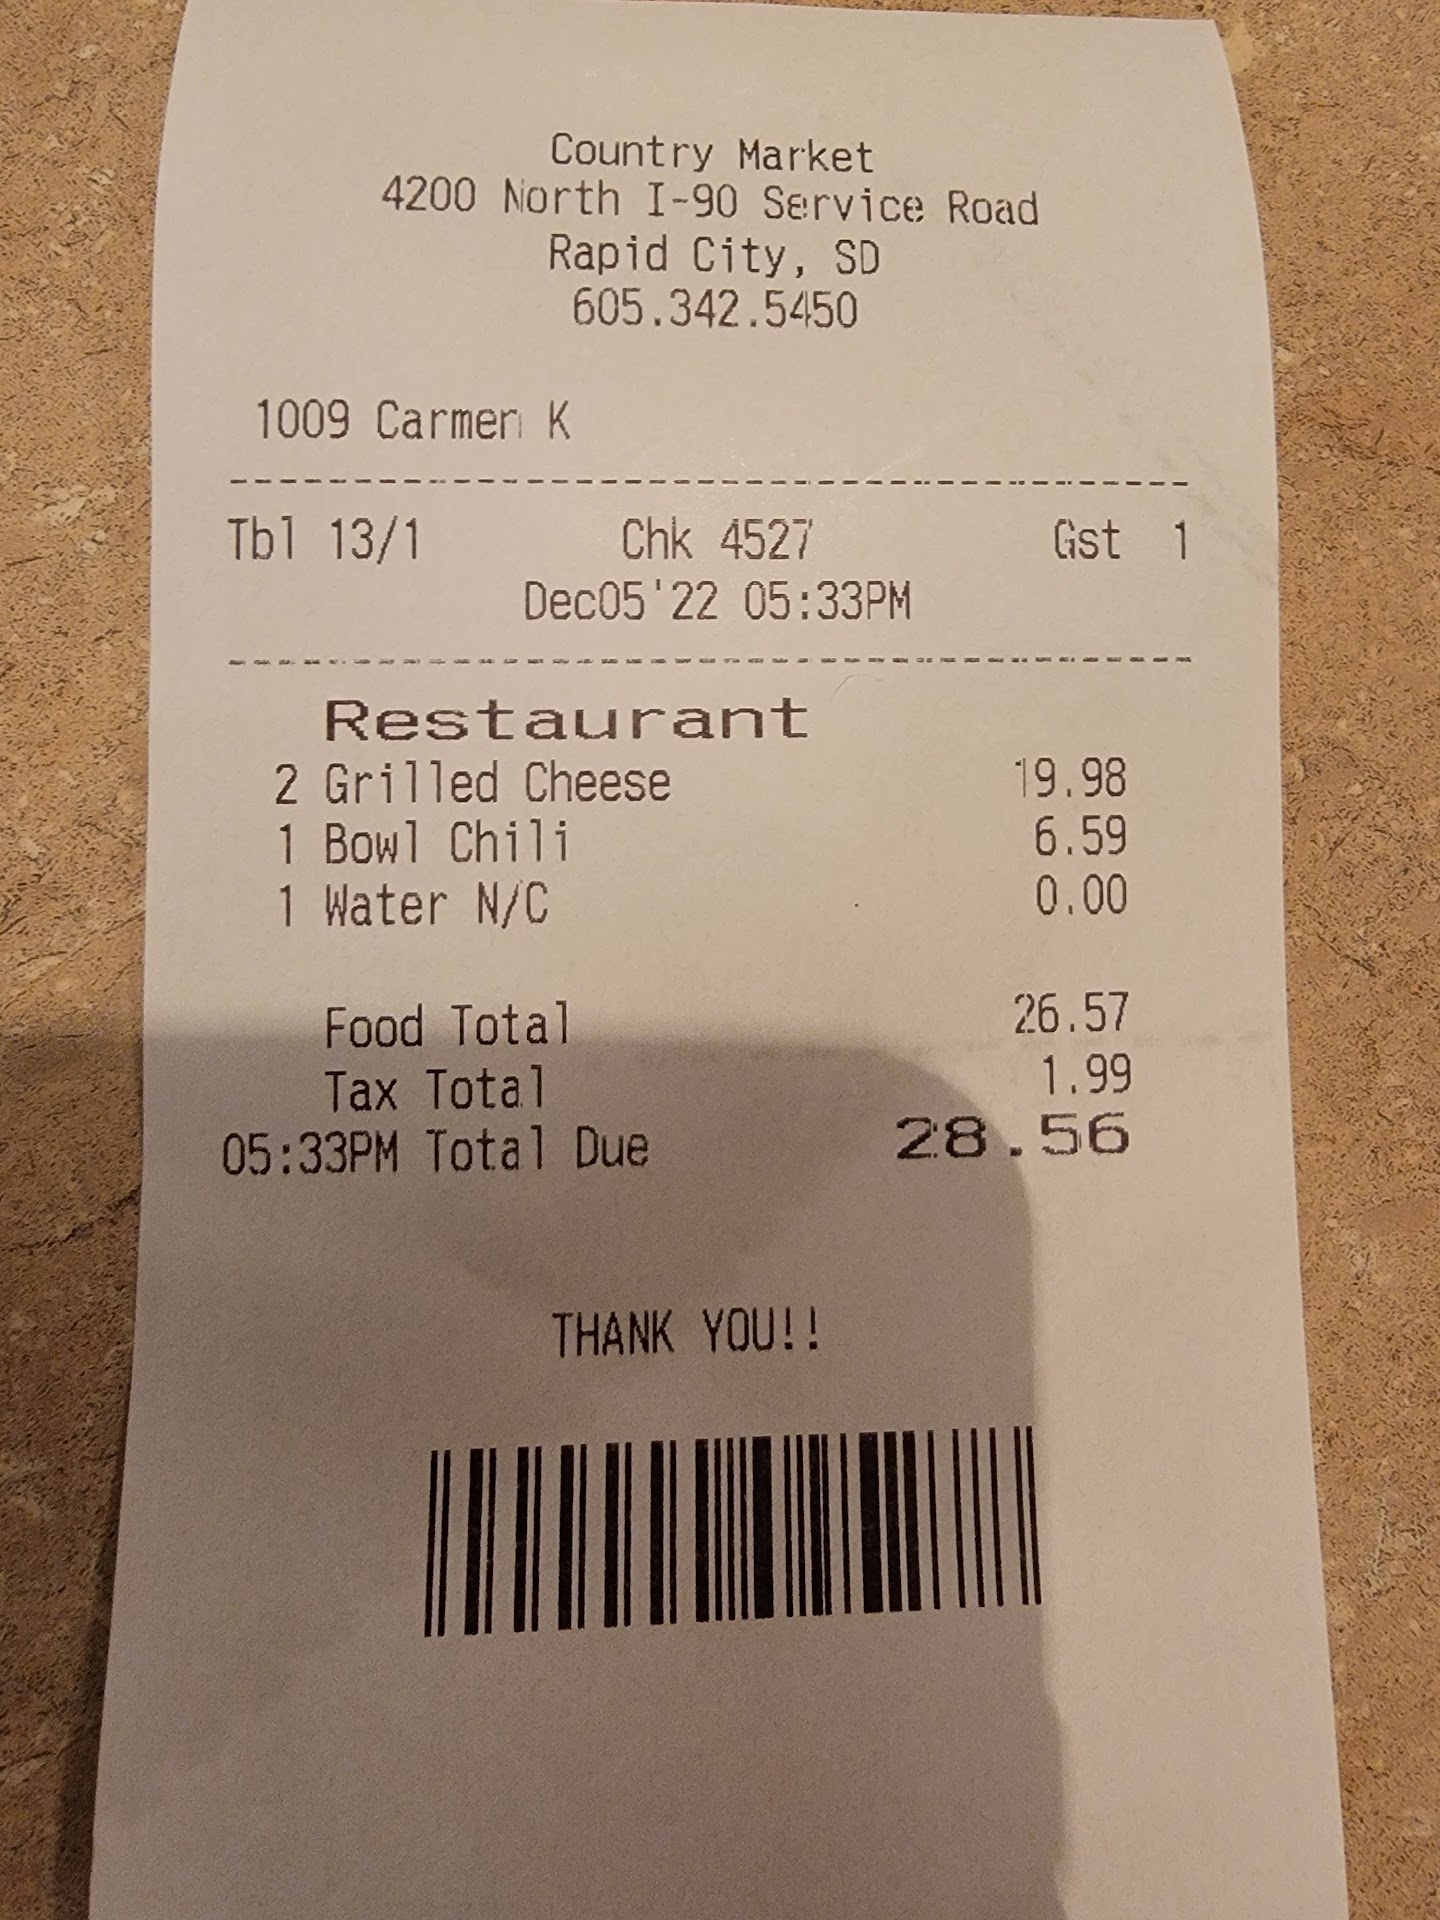 Country Market
4200 North I-90 Service Road
Rapid City, SD
605.342.5450
1009 Carmen K
Tbl 13/1 Chk 4527 Gst 1
Dec05'22 05:33PM
Restaurant
2 Grilled Cheese 19.98
1 Bowl Chili 6.59
1 Water N/C 0.00
Food Total 26.57
Tax Total 1.99
05:33PM Total Due 28.56
THANK YOU!!